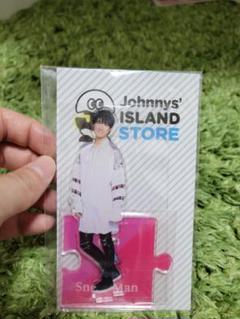 Johnnys'
ISLAND
STORE
Snow Man